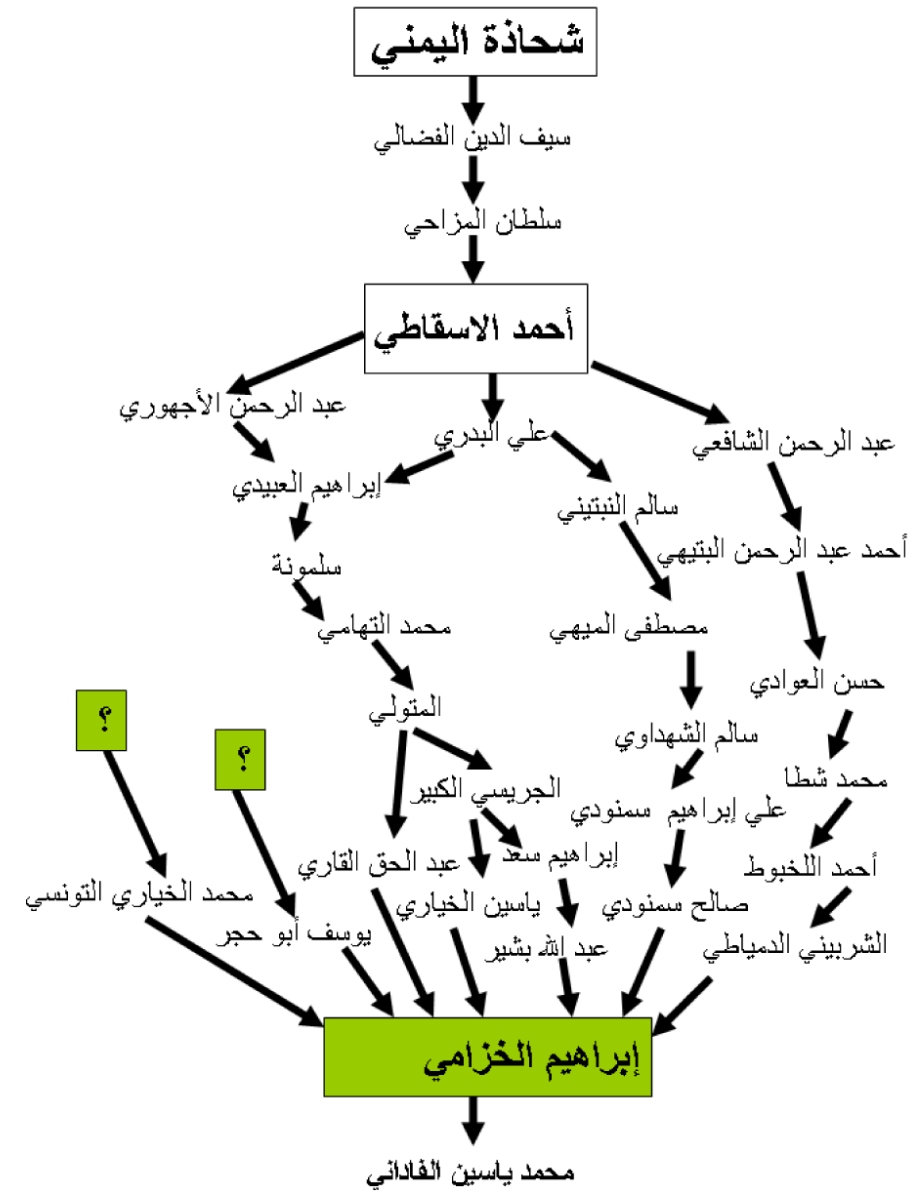 شحاذة اليمني
سيف الدين الفضالي
سلطان المزاحي
أحمد الاسقاطي
عبد الرحمن الأجهوري
علي البدري
عبد الرحمن الشافعي
إبراهيم العبيدي
سالم النبتيني
أحمد عبد الرحمن البتيهي
سلمونة
محمد التهامي
مصطفى الميهي
حسن العوادي
المتولي
؟
؟
سالم الشهداوي
محمد شطا
الجريسي الكبير
علي إبراهيم سمنودي
عبد الحق القاري
إبراهيم سعد
أحمد اللخبوط
محمد الخياري التونسي
ياسين الخياري
صالح سمنودي
يوسف أبو حجر
عبد الله بشير
الشربيني الدمياطي
إبراهيم الخزامي
محمد ياسين الفاداني